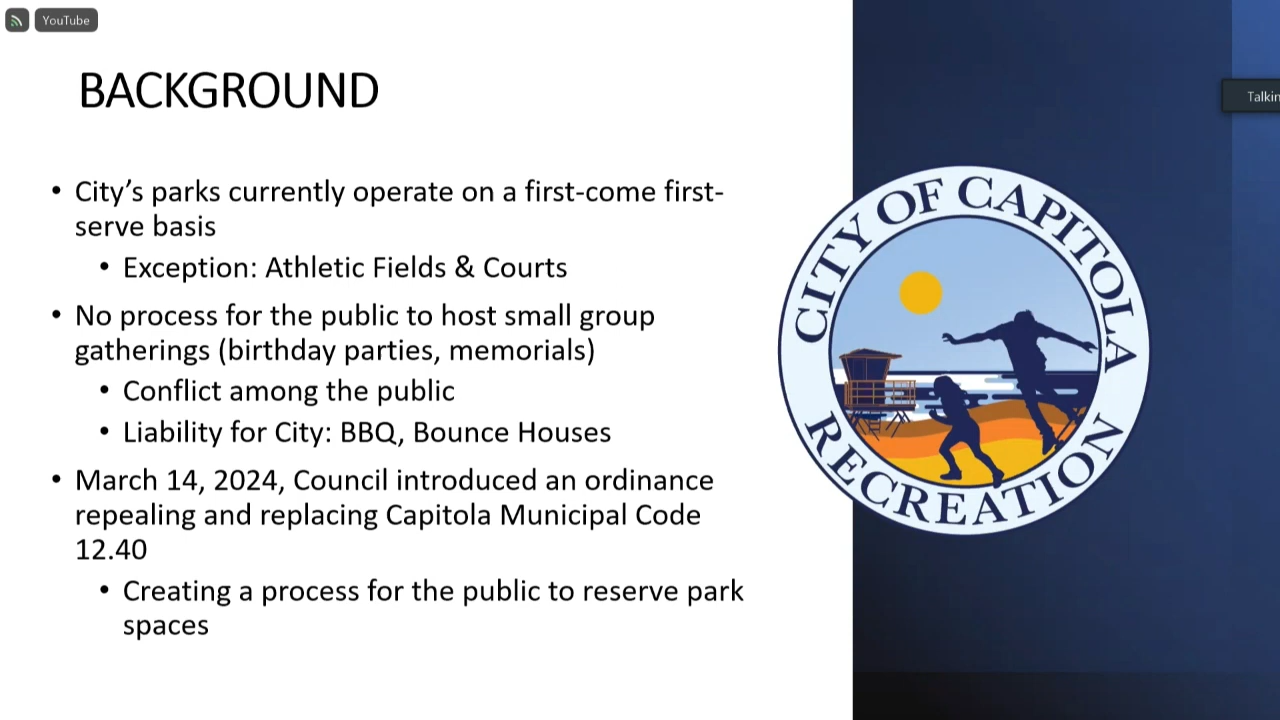 YouTube
BACKGROUND
Talkin
• City’s parks currently operate on a first-come first-
serve basis
• Exception: Athletic Fields & Courts
• No process for the public to host small group
gatherings (birthday parties, memorials)
• Conflict among the public
• Liability for City: BBQ, Bounce Houses
• March 14, 2024, Council introduced an ordinance
repealing and replacing Capitola Municipal Code
12.40
• Creating a process for the public to reserve park
spaces
CITY OF CAPITOLA
RECREATION